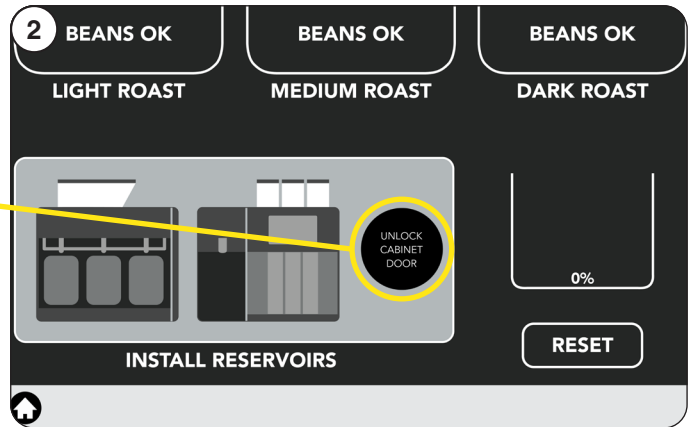 2
BEANS OK
BEANS OK
BEANS OK
LIGHT ROAST
MEDIUM ROAST
DARK ROAST
UNLOCK
CABINET
DOOR
0%
INSTALL RESERVOIRS
RESET